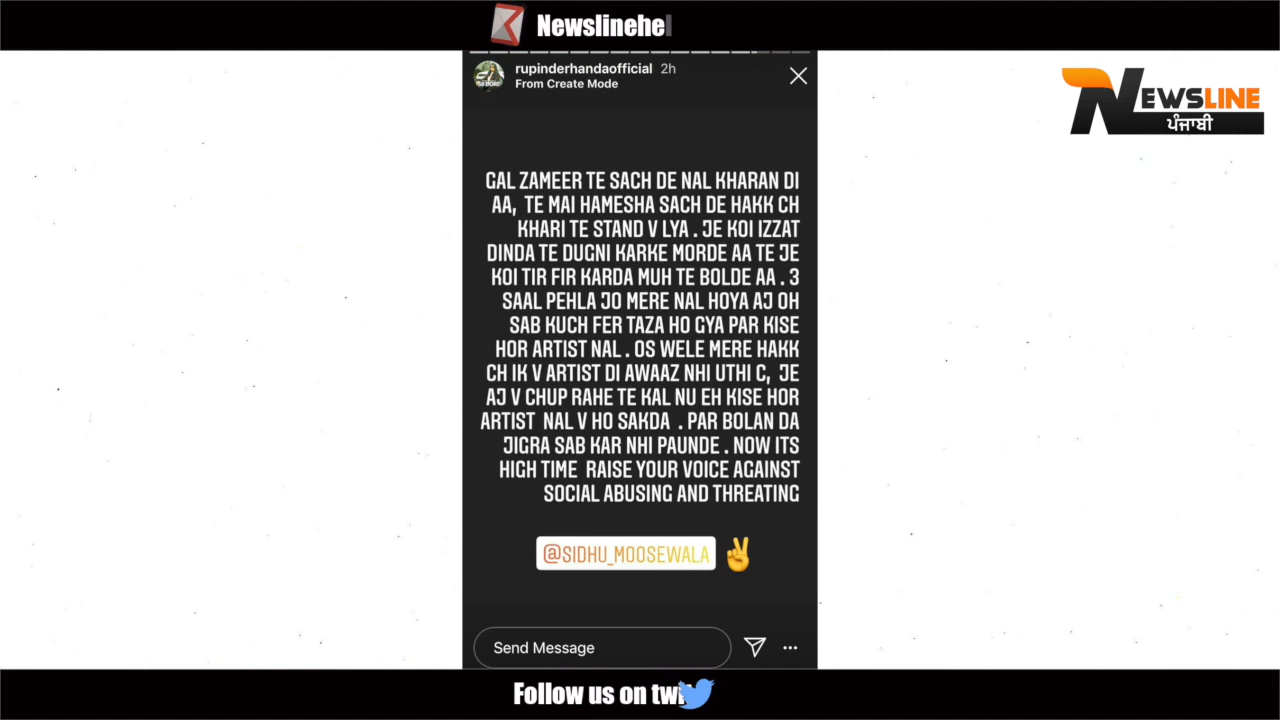 Newslinehe
rupinderhandaofficial 2h
From Create Mode
NEWSLINE
ਪੰਜਾਬੀ
GAL ZAMEER TE SACH DE NAL KHARAN DI
AA, TE MAI HAMESHA SACH DE HAKK CH
KHARI TE STAND V LYA . JE KOI IZZAT
DINDA TE DUGNI KARKE MORDE AA TE JE
KOI TIR FIR KARDA MUH TE BOLDE AA . 3
SAAL PEHLA JO MERE NAL HOYA AJ OH
SAB KUCH FER TAZA HO GYA PAR KISE
HOR ARTIST NAL . OS WELE MERE HAKK
CH IK V ARTIST DI AWAAZ NHI UTHI C, JE
AJ V CHUP RAHE TE KAL NU EH KISE HOR
ARTIST NAL V HO SAKDA . PAR BOLAN DA
JIGRA SAB KAR NHI PAUNDE . NOW ITS
HIGH TIME RAISE YOUR VOICE AGAINST
SOCIAL ABUSING AND THREATING
@SIDHU_MOOSEWALA
Send Message
Follow us on twi